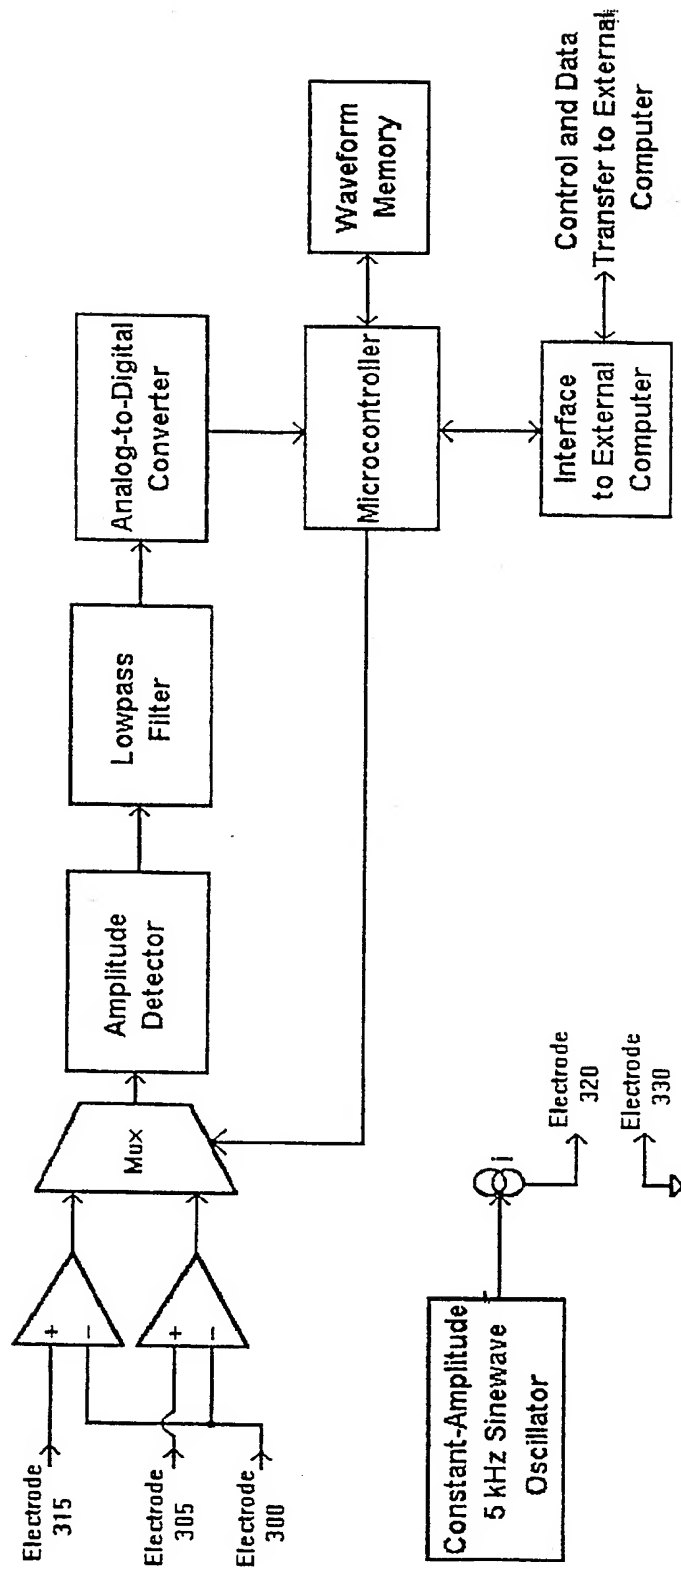 Electrode
315
Electrode
305
Electrode
300
+
−
+
−
Mux
Amplitude
Detector
Lowpass
Filter
Analog-to-Digital
Converter
Microcontroller
Waveform
Memory
Interface
to External
Computer
Control and Data
Transfer to External
Computer
Constant-Amplitude
5 kHz Sinewave
Oscillator
i
Electrode
320
Electrode
330